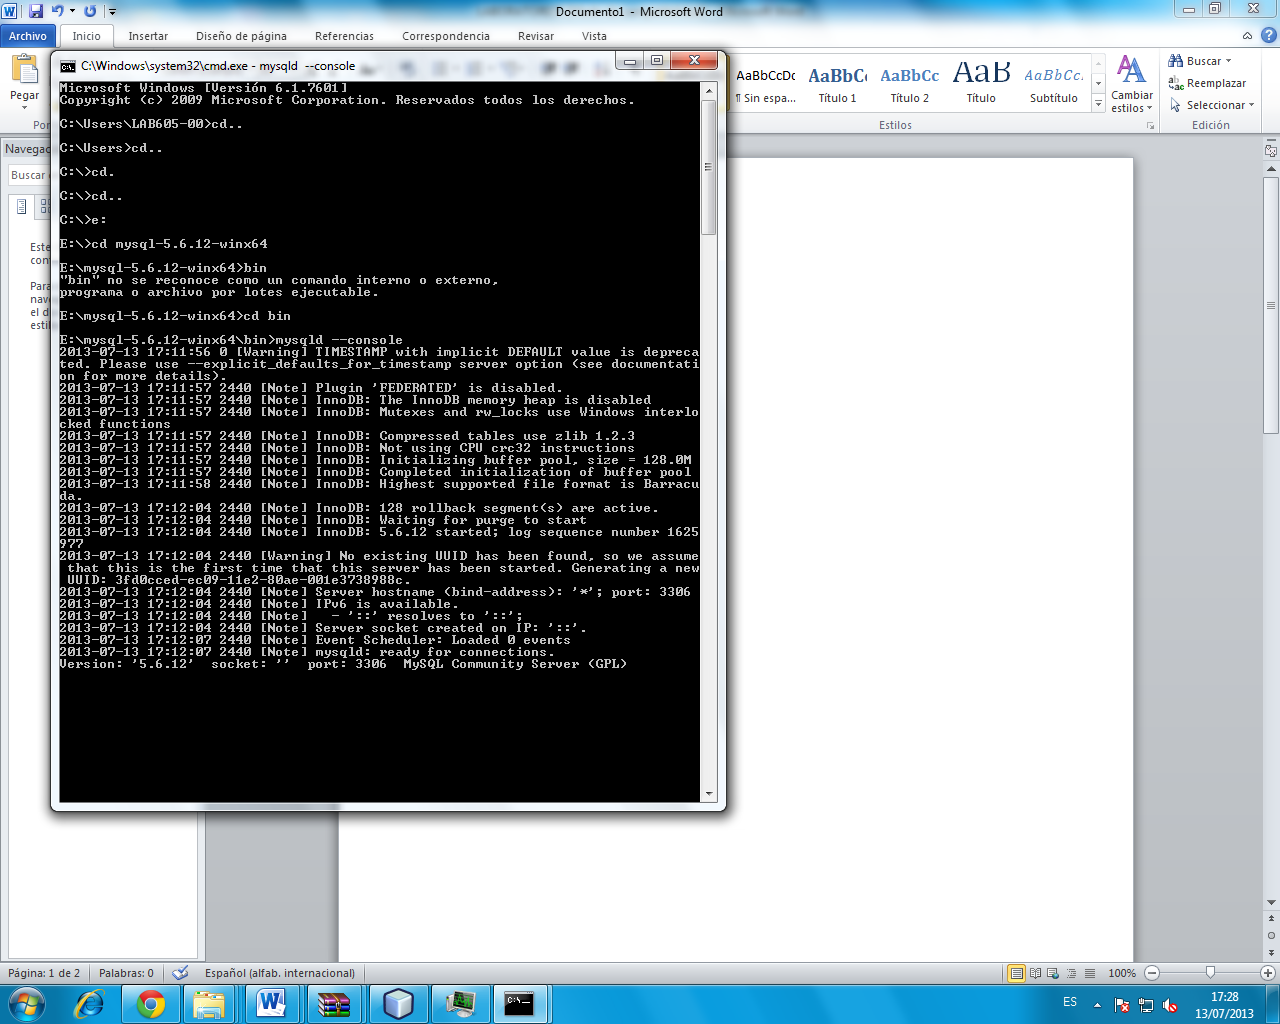 Documento1 - Microsoft Word
Archivo Inicio Insertar Diseño de página Referencias Correspondencia Revisar Vista
C:\Windows\system32\cmd.exe - mysqld --console
Pegar
AaBbCcDc AaBbCc AaBbCc AaB AaBbCc.
¶ Sin espa... Título 1 Título 2 Título Subtítulo
Cambiar
estilos
Buscar
Reemplazar
Seleccionar
Por
Estilos
Edición
Navegac
Buscar
Este
con
Para
nave
el d
estil
Microsoft Windows [Versión 6.1.7601]
Copyright (c) 2009 Microsoft Corporation. Reservados todos los derechos.
C:\Users\LAB605-00>cd..
C:\Users>cd..
C:\>cd.
C:\>cd..
C:\>e:
E:\>cd mysql-5.6.12-winx64
E:\mysql-5.6.12-winx64>bin
"bin" no se reconoce como un comando interno o externo,
programa o archivo por lotes ejecutable.
E:\mysql-5.6.12-winx64>cd bin
E:\mysql-5.6.12-winx64\bin>mysqld --console
2013-07-13 17:11:56 0 [Warning] TIMESTAMP with implicit DEFAULT value is depreca
ted. Please use --explicit_defaults_for_timestamp server option (see documentati
on for more details).
2013-07-13 17:11:57 2440 [Note] Plugin 'FEDERATED' is disabled.
2013-07-13 17:11:57 2440 [Note] InnoDB: The InnoDB memory heap is disabled
2013-07-13 17:11:57 2440 [Note] InnoDB: Mutexes and rw_locks use Windows interlo
cked functions
2013-07-13 17:11:57 2440 [Note] InnoDB: Compressed tables use zlib 1.2.3
2013-07-13 17:11:57 2440 [Note] InnoDB: Not using CPU crc32 instructions
2013-07-13 17:11:57 2440 [Note] InnoDB: Initializing buffer pool, size = 128.0M
2013-07-13 17:11:57 2440 [Note] InnoDB: Completed initialization of buffer pool
2013-07-13 17:11:58 2440 [Note] InnoDB: Highest supported file format is Barracu
da.
2013-07-13 17:12:04 2440 [Note] InnoDB: 128 rollback segment(s) are active.
2013-07-13 17:12:04 2440 [Note] InnoDB: Waiting for purge to start
2013-07-13 17:12:04 2440 [Note] InnoDB: 5.6.12 started; log sequence number 1625
977
2013-07-13 17:12:04 2440 [Warning] No existing UUID has been found, so we assume
that this is the first time that this server has been started. Generating a new
UUID: 3fd0cced-ec09-11e2-80ae-001e3738988c.
2013-07-13 17:12:04 2440 [Note] Server hostname (bind-address): '*'; port: 3306
2013-07-13 17:12:04 2440 [Note] IPv6 is available.
2013-07-13 17:12:04 2440 [Note]   - '::' resolves to '::';
2013-07-13 17:12:04 2440 [Note] Server socket created on IP: '::'.
2013-07-13 17:12:07 2440 [Note] Event Scheduler: Loaded 0 events
2013-07-13 17:12:07 2440 [Note] mysqld: ready for connections.
Version: '5.6.12'  socket: ''  port: 3306  MySQL Community Server (GPL)
Página: 1 de 2 Palabras: 0 Español (alfab. internacional) 100%
ES
17:28
13/07/2013